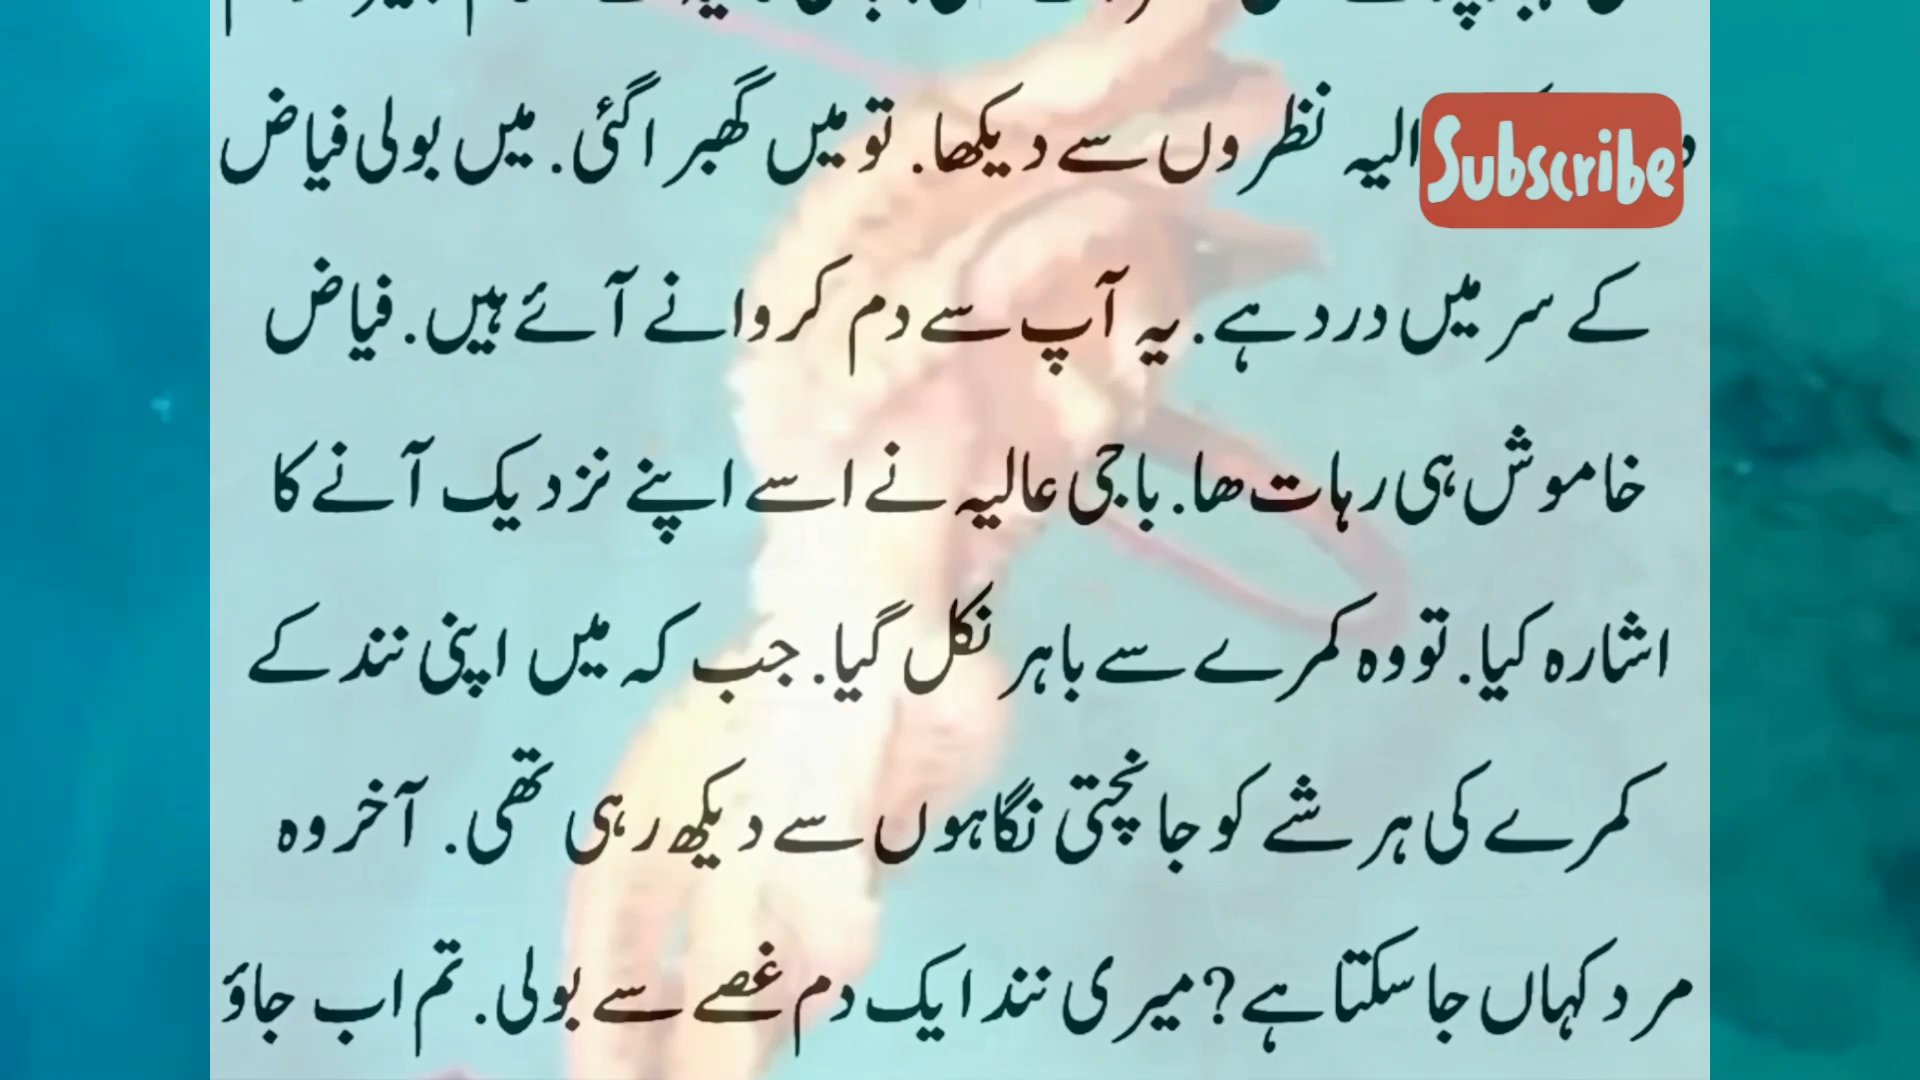 الیہ نظروں سے دیکھا. تو میں گھبرا گئی. میں بولی فیاض
Subscribe
کے سر میں درد ہے. یہ آپ سے دم کروانے آئے ہیں. فیاض
خاموش ہی رہات ھا. باجی عالیہ نے اسے اپنے نزدیک آنے کا
اشارہ کیا. تو وہ کمرے سے باہر نکل گیا. جب کہ میں اپنی نند کے
کمرے کی ہر شے کو جانچتی نگاہوں سے دیکھ رہی تھی. آخر وہ
مرد کہاں جا سکتا ہے? میری نند ایک دم غصے سے بولی. تم اب جاؤ